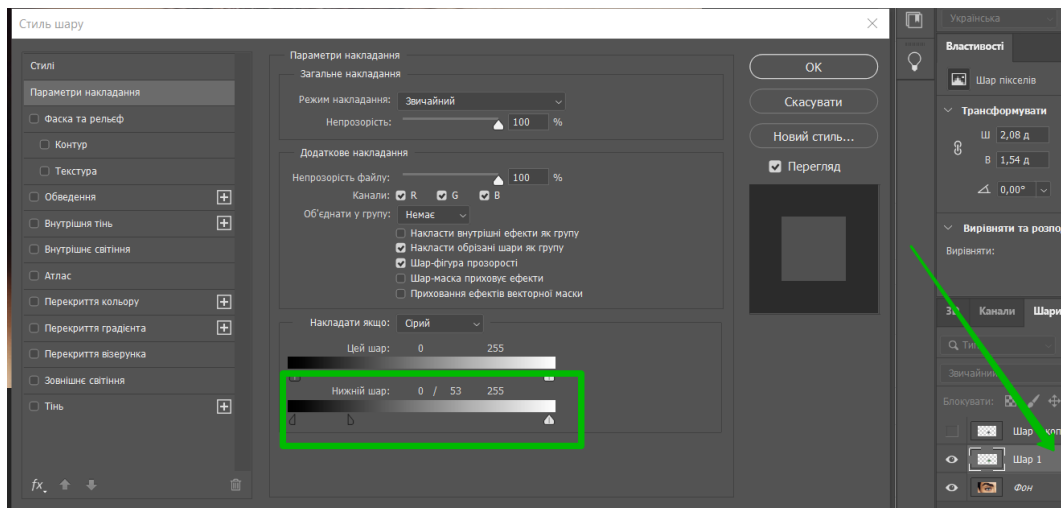 Стиль шару
Стилі
Параметри накладання
Фаска та рельєф
Контур
Текстура
Обведення
Внутрішня тінь
Внутрішнє світіння
Атлас
Перекриття кольору
Перекриття градієнта
Перекриття візерунка
Зовнішнє світіння
Тінь
fx
Параметри накладання
Загальне накладання
Режим накладання: Звичайний
Непрозорість: 100 %
Додаткове накладання
Непрозорість файлу: 100 %
Канали: R G B
Об'єднати у групу: Немає
Накласти внутрішні ефекти як групу
Накласти обрізані шари як групу
Шар-фігура прозорості
Шар-маска приховує ефекти
Приховання ефектів векторної маски
Накладати якщо: Сірий
Цей шар: 0 255
Нижній шар: 0 / 53 255
OK
Скасувати
Новий стиль...
Перегляд
Українська
Властивості
Шар пікселів
Трансформувати
Ш 2,08 д
В 1,54 д
0,00°
Вирівняти та розпо
Вирівняти:
3D Канали Шари
Звичайний
Блокувати:
Шар
Шар 1
Фон